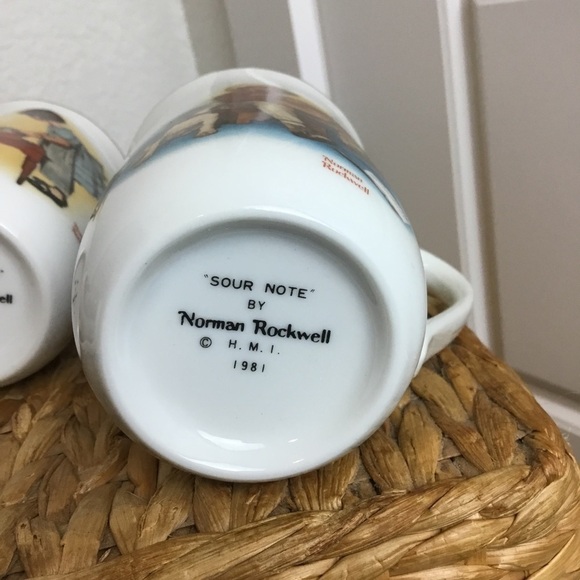 "SOUR NOTE"
BY
Norman Rockwell
© H. M. I.
1981
Norman
Rockwell